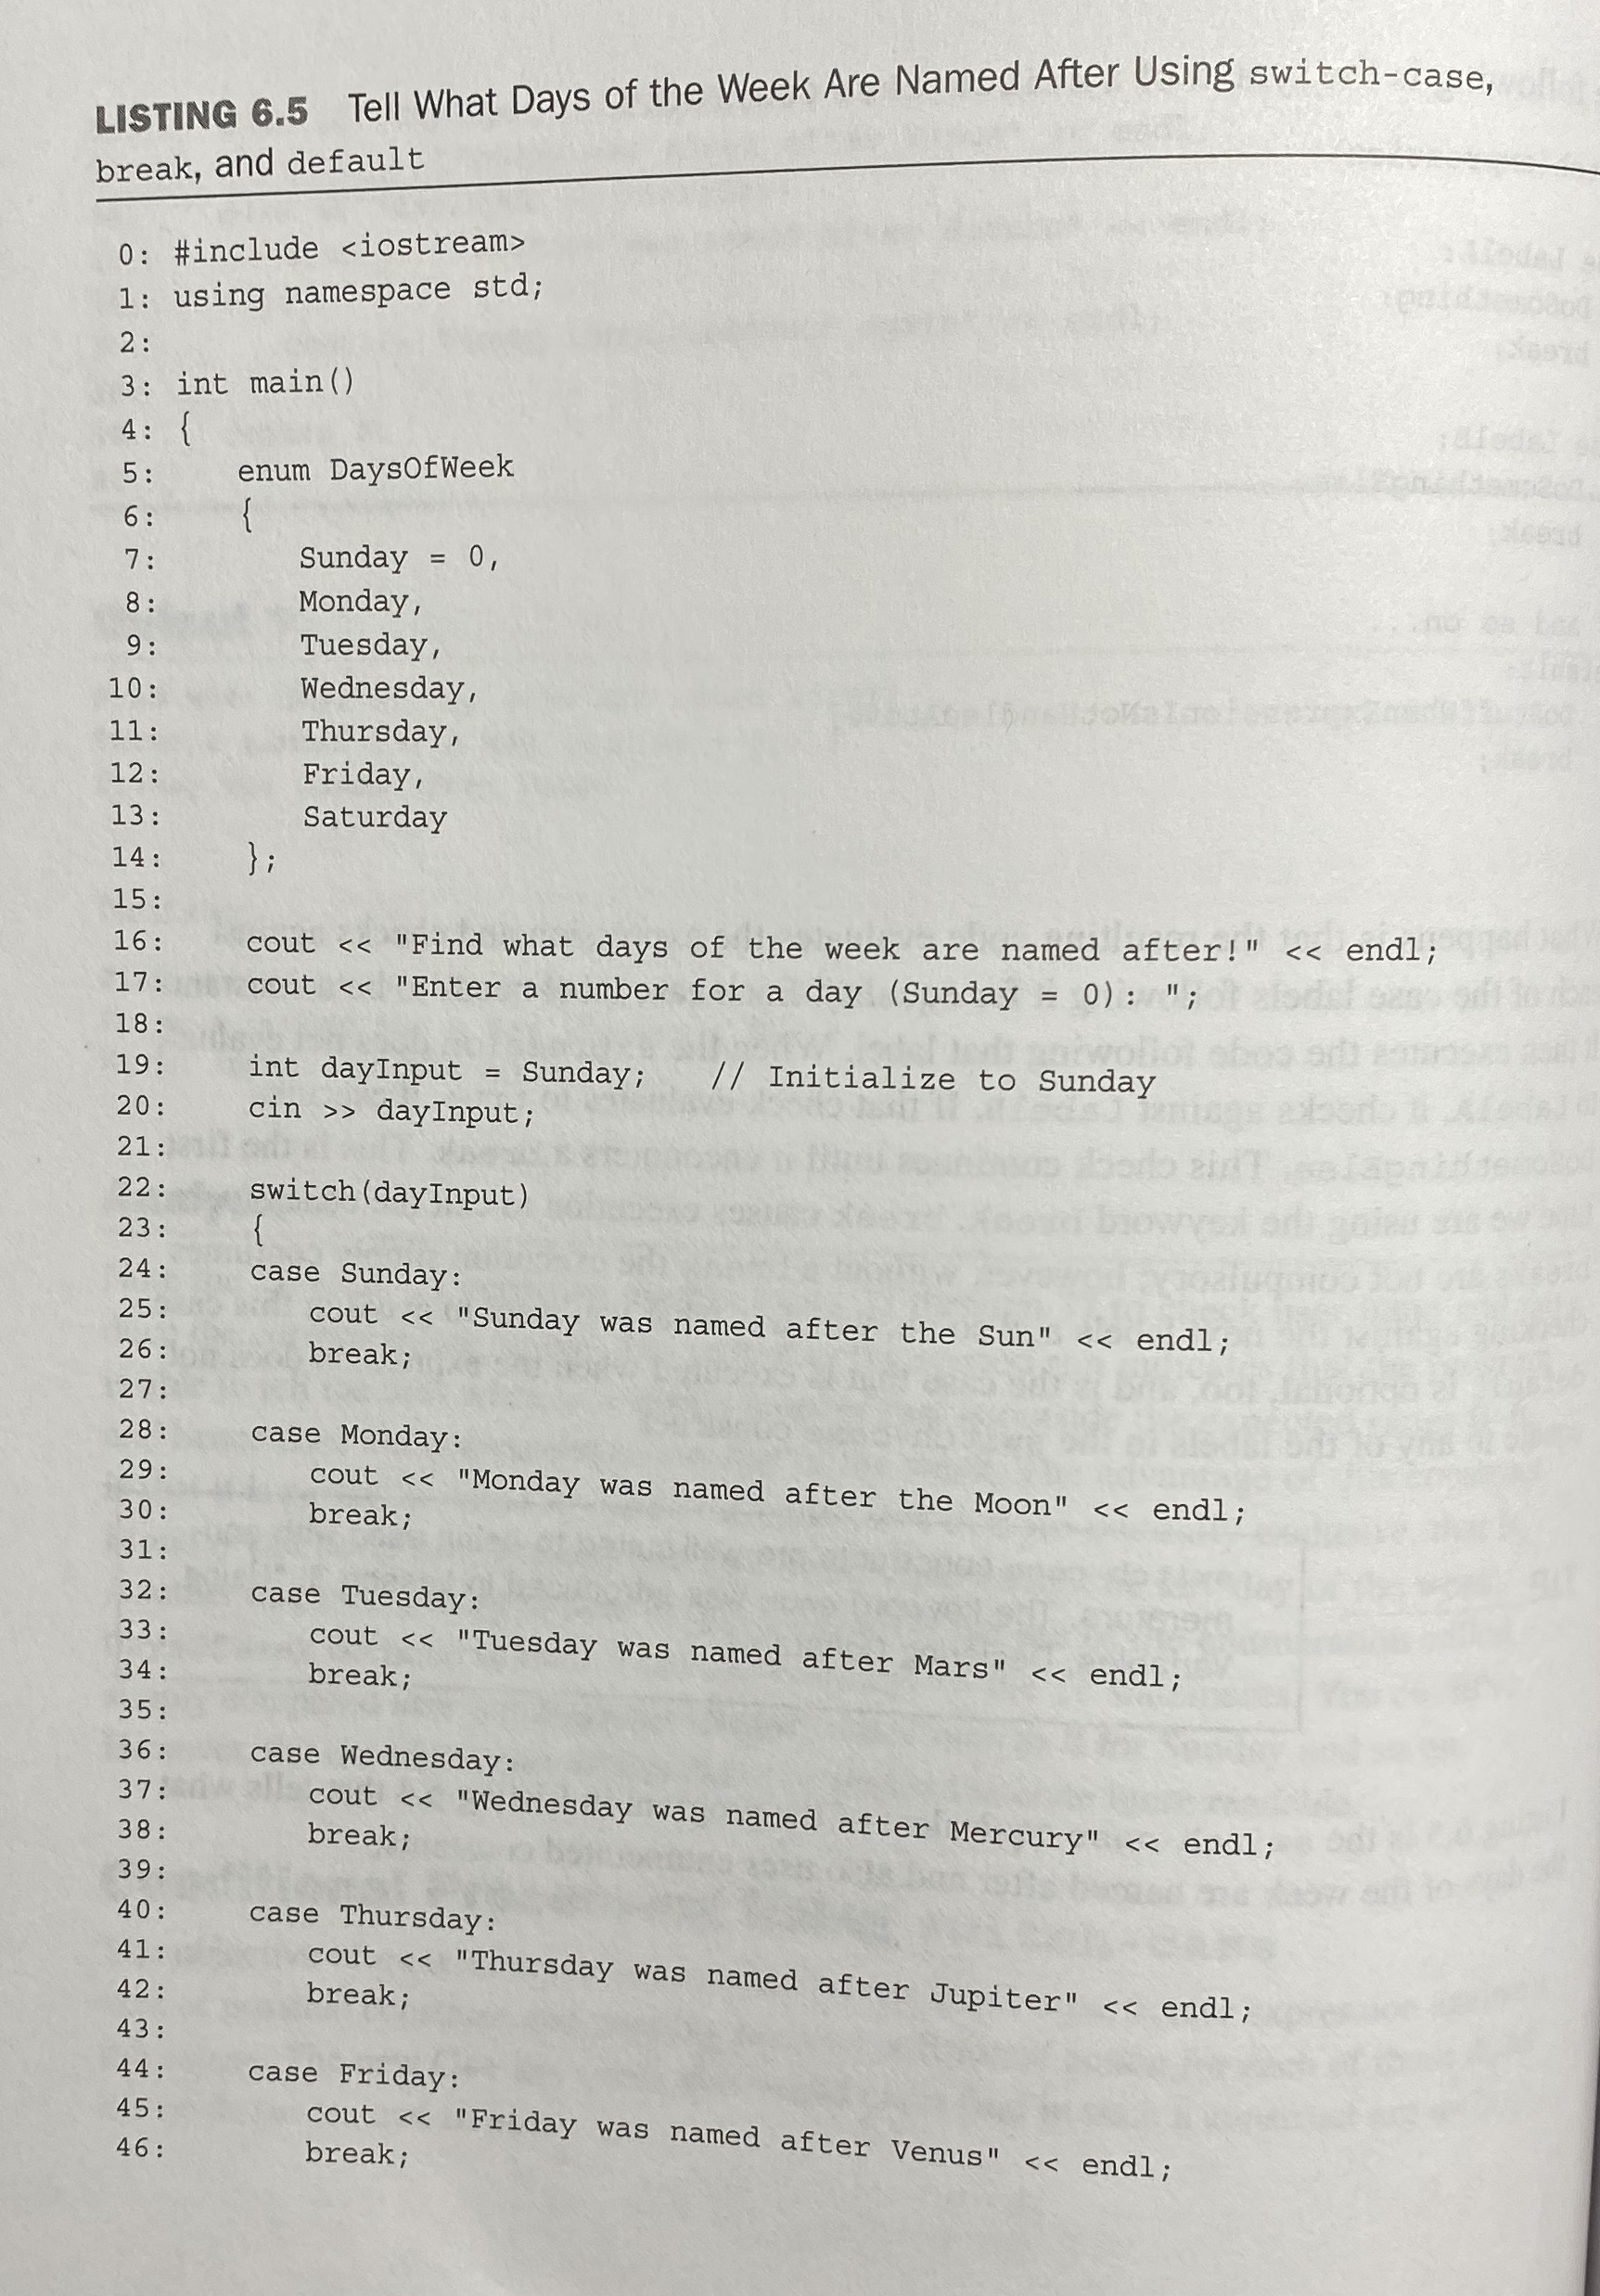 LISTING 6.5 Tell What Days of the Week Are Named After Using switch-case,
break, and default
0: #include <iostream>
1: using namespace std;
2:
3: int main()
4: {
5:    enum DaysOfWeek
6:    {
7:       Sunday = 0,
8:       Monday,
9:       Tuesday,
10:       Wednesday,
11:       Thursday,
12:       Friday,
13:       Saturday
14:    };
15:
16:    cout << "Find what days of the week are named after!" << endl;
17:    cout << "Enter a number for a day (Sunday = 0): ";
18:
19:    int dayInput = Sunday;   // Initialize to Sunday
20:    cin >> dayInput;
21:
22:    switch(dayInput)
23:    {
24:    case Sunday:
25:       cout << "Sunday was named after the Sun" << endl;
26:       break;
27:
28:    case Monday:
29:       cout << "Monday was named after the Moon" << endl;
30:       break;
31:
32:    case Tuesday:
33:       cout << "Tuesday was named after Mars" << endl;
34:       break;
35:
36:    case Wednesday:
37:       cout << "Wednesday was named after Mercury" << endl;
38:       break;
39:
40:    case Thursday:
41:       cout << "Thursday was named after Jupiter" << endl;
42:       break;
43:
44:    case Friday:
45:       cout << "Friday was named after Venus" << endl;
46:       break;